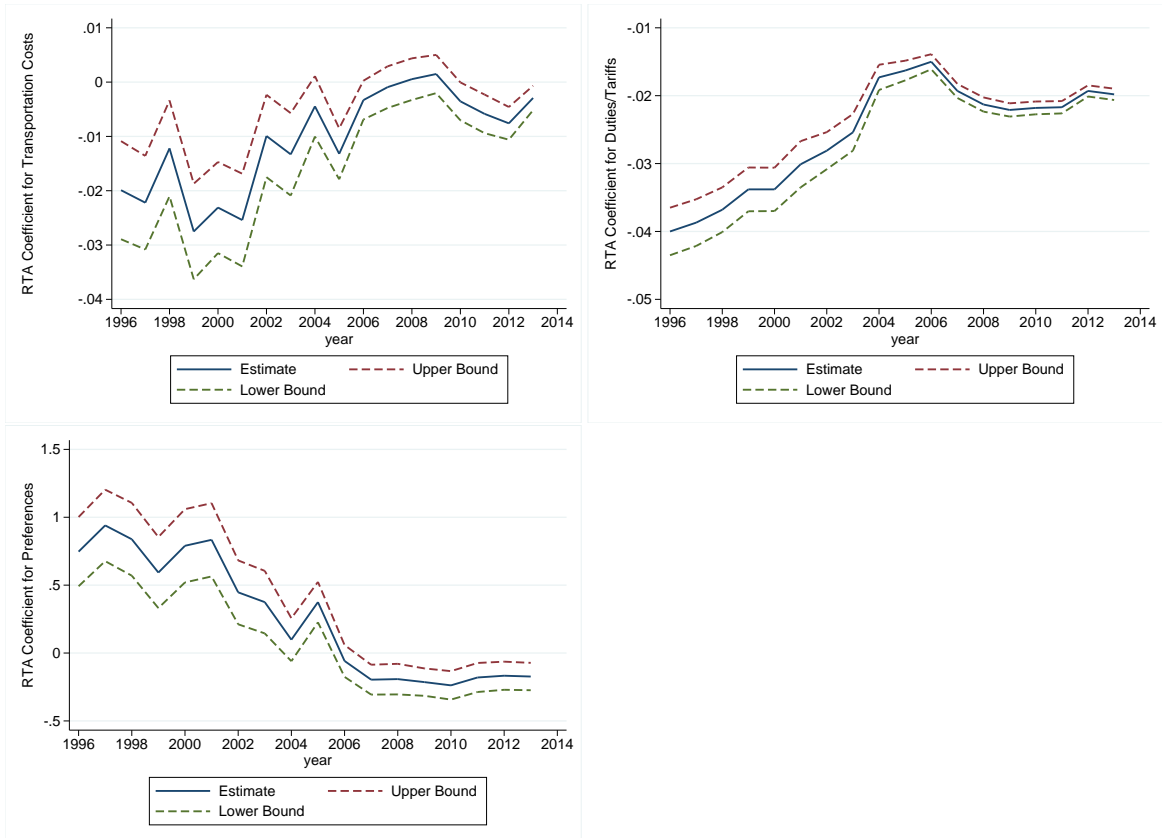 RTA Coefficient for Transportation Costs
.01
0
-.01
-.02
-.03
-.04
1996 1998 2000 2002 2004 2006 2008 2010 2012 2014
year
Estimate Upper Bound
Lower Bound
RTA Coefficient for Duties/Tariffs
-.01
-.02
-.03
-.04
-.05
1996 1998 2000 2002 2004 2006 2008 2010 2012 2014
year
Estimate Upper Bound
Lower Bound
RTA Coefficient for Preferences
1.5
1
.5
0
-.5
1996 1998 2000 2002 2004 2006 2008 2010 2012 2014
year
Estimate Upper Bound
Lower Bound